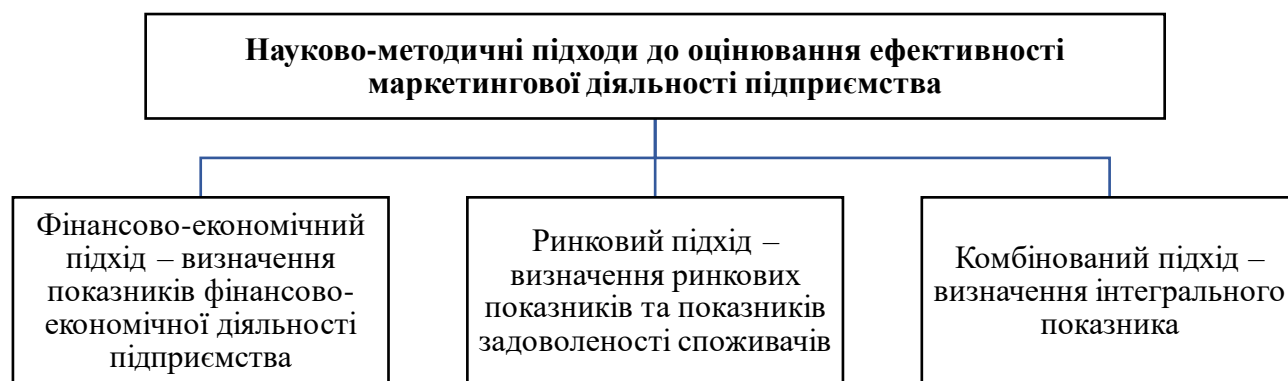 Науково-методичні підходи до оцінювання ефективності
маркетингової діяльності підприємства
Фінансово-економічний
підхід – визначення
показників фінансово-
економічної діяльності
підприємства
Ринковий підхід –
визначення ринкових
показників та показників
задоволеності споживачів
Комбінований підхід –
визначення інтегрального
показника